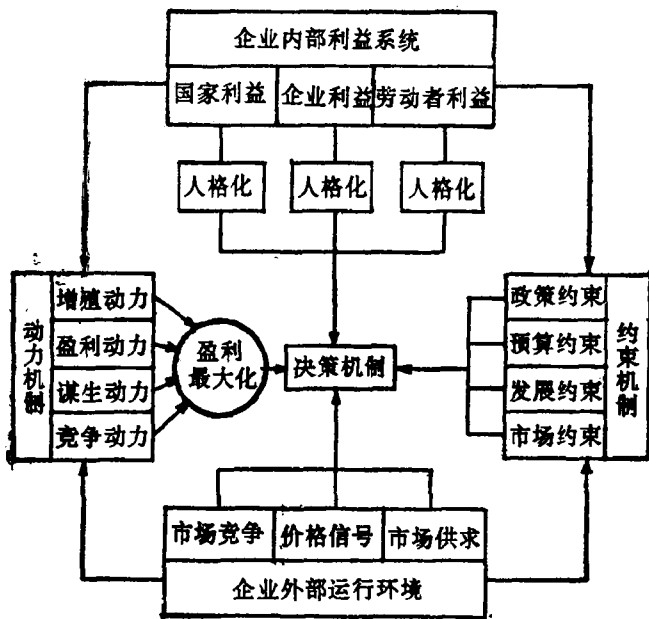 企业内部利益系统
国家利益 企业利益 劳动者利益
人格化 人格化 人格化
动力机制
增殖动力
盈利动力
谋生动力
竞争动力
盈利
最大化
决策机制
政策约束
预算约束
发展约束
市场约束
约束机制
市场竞争 价格信号 市场供求
企业外部运行环境